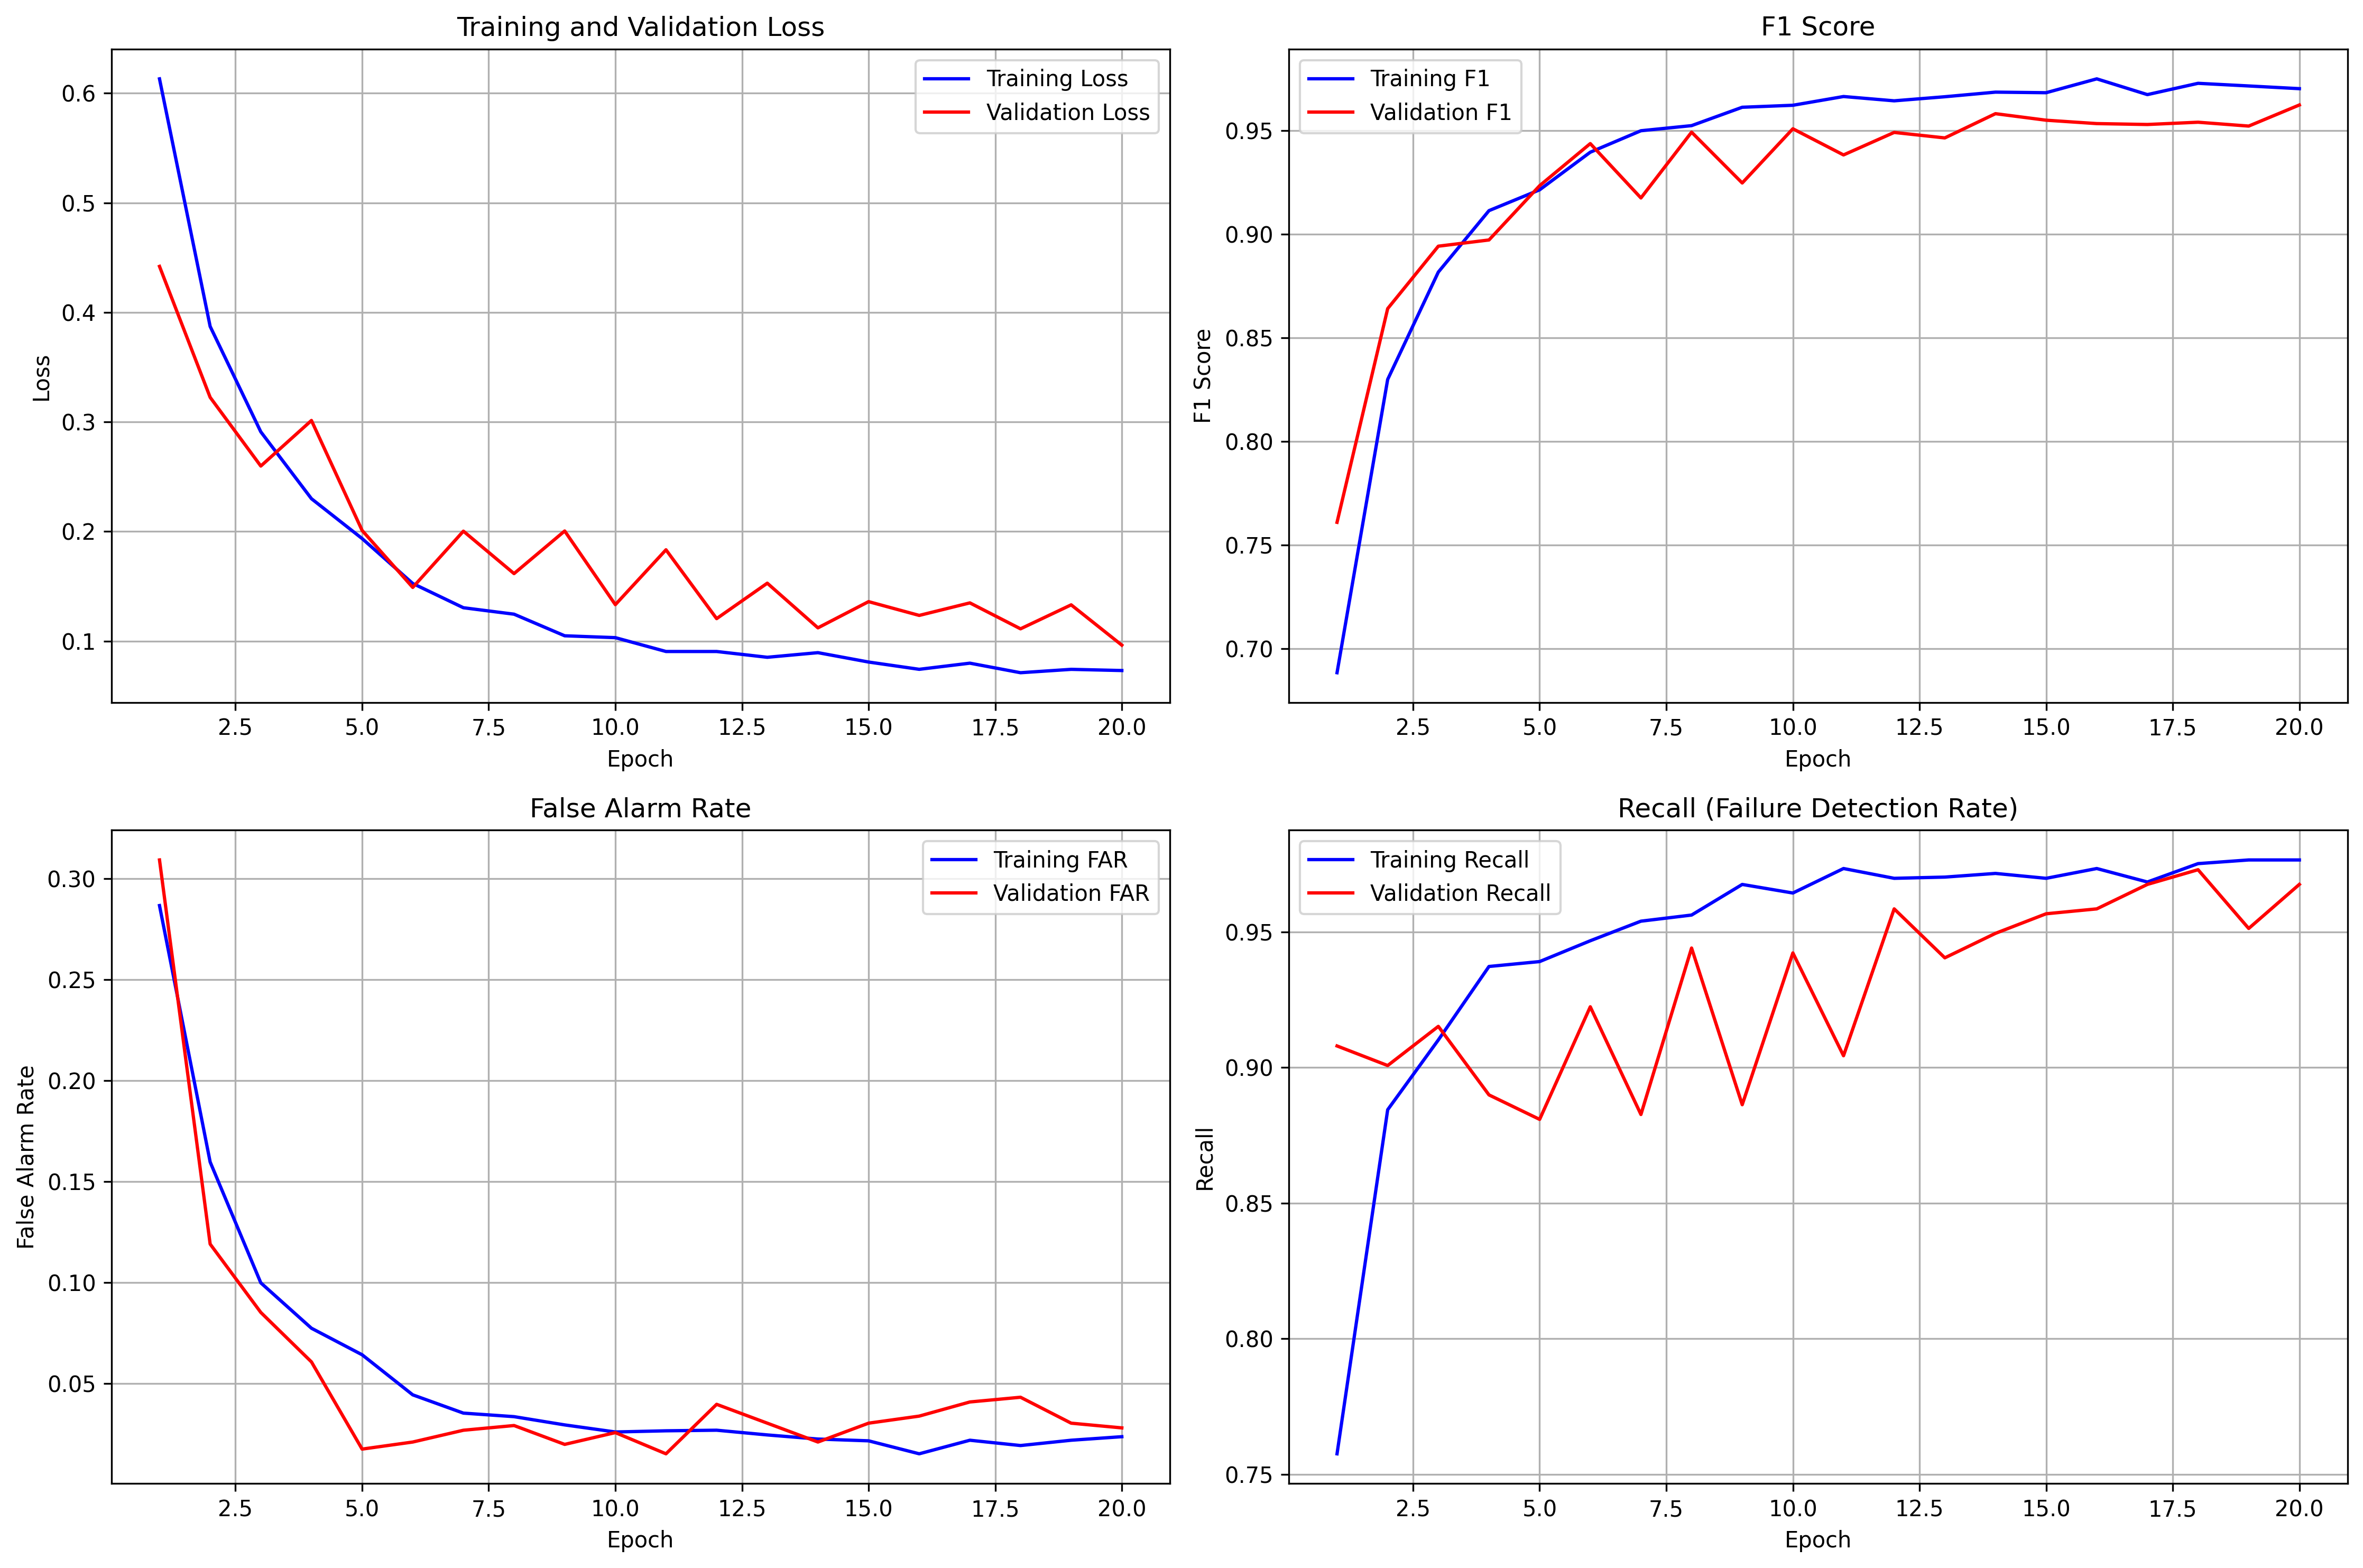 Training and Validation Loss
Training Loss
Validation Loss
0.6
0.5
0.4
0.3
0.2
0.1
Loss
2.5 5.0 7.5 10.0 12.5 15.0 17.5 20.0
Epoch
F1 Score
Training F1
Validation F1
0.95
0.90
0.85
0.80
0.75
0.70
F1 Score
2.5 5.0 7.5 10.0 12.5 15.0 17.5 20.0
Epoch
False Alarm Rate
Training FAR
Validation FAR
0.30
0.25
0.20
0.15
0.10
0.05
False Alarm Rate
2.5 5.0 7.5 10.0 12.5 15.0 17.5 20.0
Epoch
Recall (Failure Detection Rate)
Training Recall
Validation Recall
0.95
0.90
0.85
0.80
0.75
Recall
2.5 5.0 7.5 10.0 12.5 15.0 17.5 20.0
Epoch